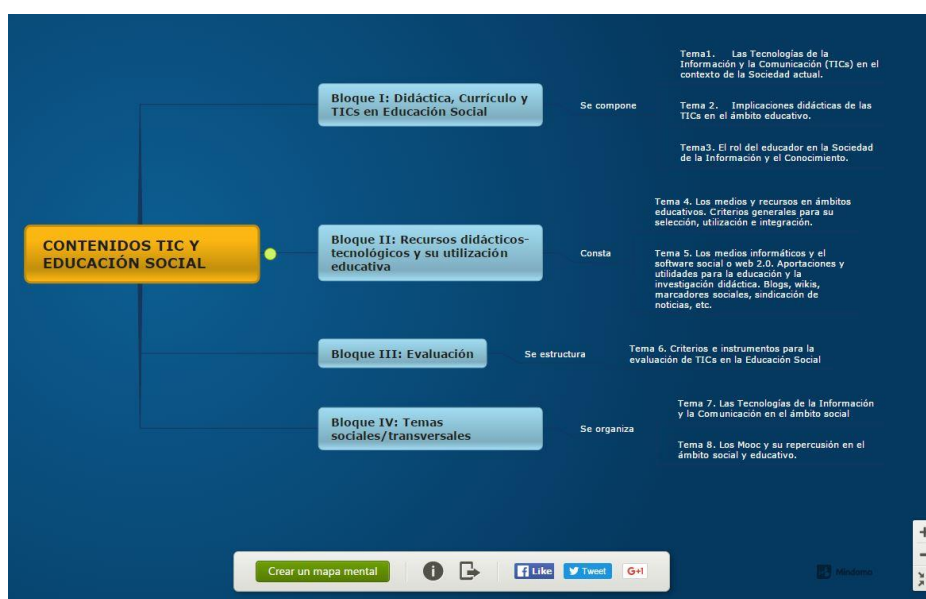 CONTENIDOS TIC Y
EDUCACIÓN SOCIAL
Bloque I: Didáctica, Currículo y
TICs en Educación Social
Se compone
Tema1. Las Tecnologías de la
Información y la Comunicación (TICs) en el
contexto de la Sociedad actual.
Tema 2. Implicaciones didácticas de las
TICs en el ámbito educativo.
Tema3. El rol del educador en la Sociedad
de la Información y el Conocimiento.
Bloque II: Recursos didácticos-
tecnológicos y su utilización
educativa
Consta
Tema 4. Los medios y recursos en ámbitos
educativos. Criterios generales para su
selección, utilización e integración.
Tema 5. Los medios informáticos y el
software social o web 2.0. Aportaciones y
utilidades para la educación y la
investigación didáctica. Blogs, wikis,
marcadores sociales, sindicación de
noticias, etc.
Bloque III: Evaluación
Se estructura
Tema 6. Criterios e instrumentos para la
evaluación de TICs en la Educación Social
Bloque IV: Temas
sociales/transversales
Se organiza
Tema 7. Las Tecnologías de la Información
y la Comunicación en el ámbito social
Tema 8. Los Mooc y su repercusión en el
ámbito social y educativo.
Crear un mapa mental
Like
Tweet
G+1
Mindomo